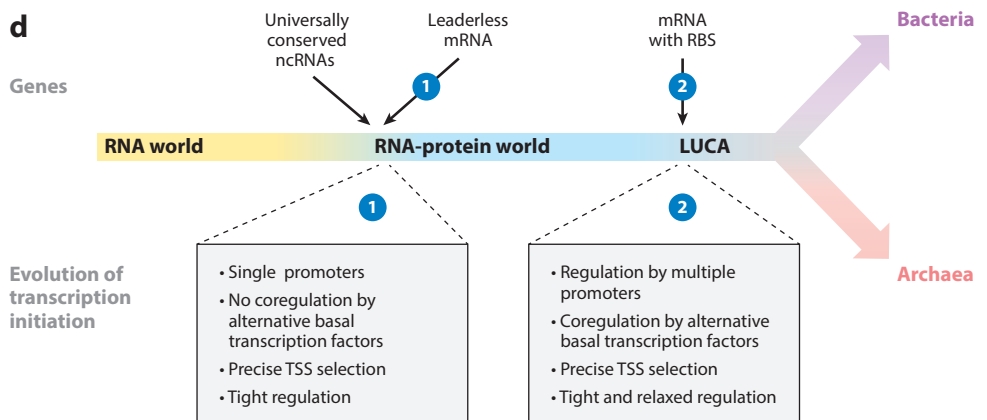 d
Universally
conserved
ncRNAs
Leaderless
mRNA
mRNA
with RBS
Bacteria
Genes
1
2
RNA world
RNA-protein world
LUCA
1
2
Evolution of
transcription
initiation
• Single promoters
• No coregulation by
alternative basal
transcription factors
• Precise TSS selection
• Tight regulation
• Regulation by multiple
promoters
• Coregulation by alternative
basal transcription factors
• Precise TSS selection
• Tight and relaxed regulation
Archaea